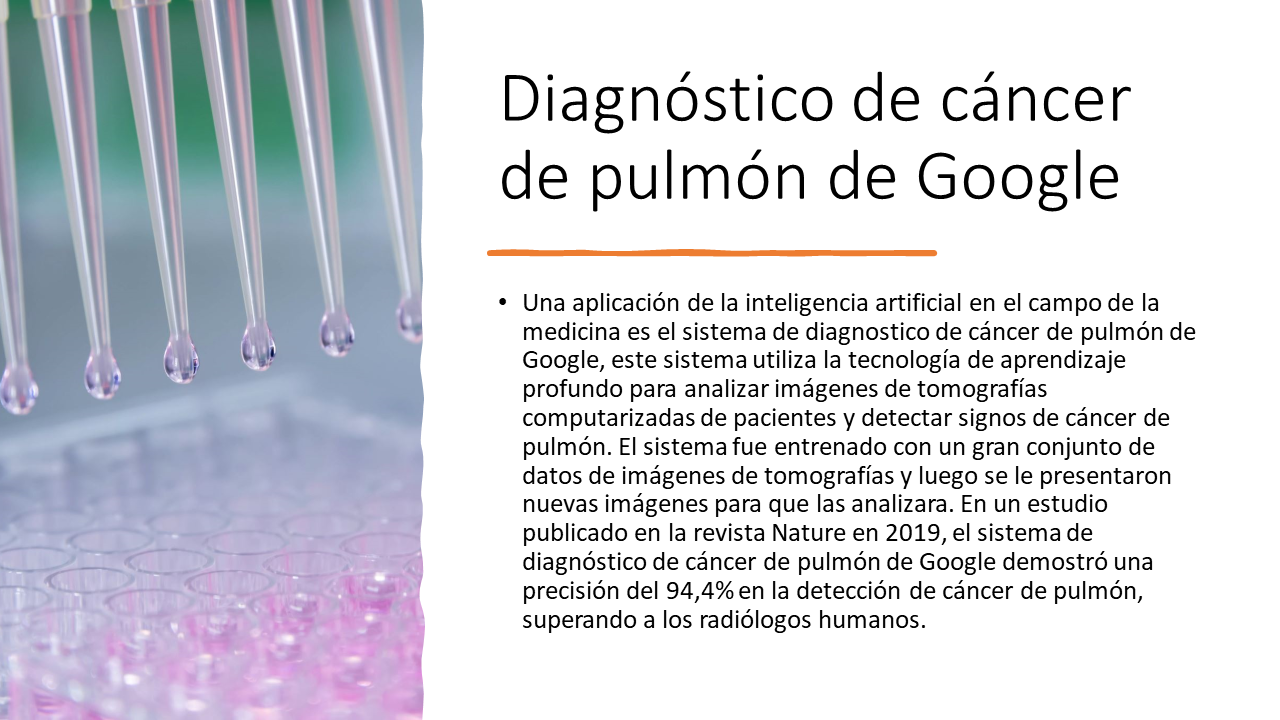 Diagnóstico de cáncer
de pulmón de Google
• Una aplicación de la inteligencia artificial en el campo de la
medicina es el sistema de diagnostico de cáncer de pulmón de
Google, este sistema utiliza la tecnología de aprendizaje
profundo para analizar imágenes de tomografías
computarizadas de pacientes y detectar signos de cáncer de
pulmón. El sistema fue entrenado con un gran conjunto de
datos de imágenes de tomografías y luego se le presentaron
nuevas imágenes para que las analizara. En un estudio
publicado en la revista Nature en 2019, el sistema de
diagnóstico de cáncer de pulmón de Google demostró una
precisión del 94,4% en la detección de cáncer de pulmón,
superando a los radiólogos humanos.